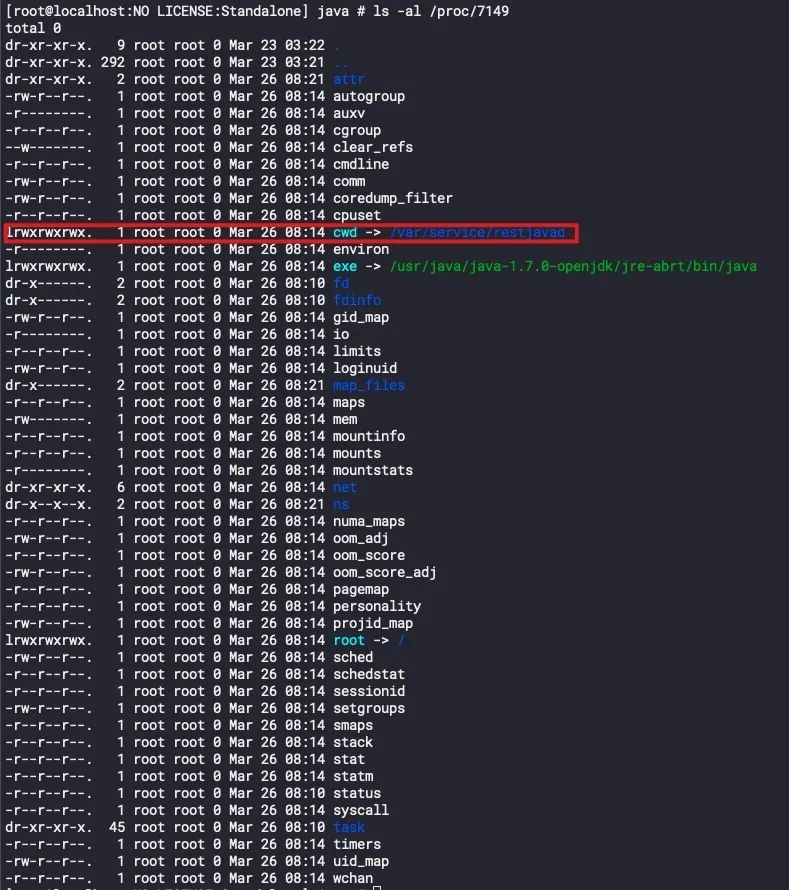 [root@localhost:NO LICENSE:Standalone] java # ls -al /proc/7149
total 0
dr-xr-xr-x.   9 root root 0 Mar 23 03:22 .
dr-xr-xr-x. 292 root root 0 Mar 23 03:21 ..
dr-xr-xr-x.   2 root root 0 Mar 26 08:21 attr
-rw-r--r--.   1 root root 0 Mar 26 08:14 autogroup
-r--------.   1 root root 0 Mar 26 08:14 auxv
-r--r--r--.   1 root root 0 Mar 26 08:14 cgroup
--w-------.   1 root root 0 Mar 26 08:14 clear_refs
-r--r--r--.   1 root root 0 Mar 26 08:14 cmdline
-rw-r--r--.   1 root root 0 Mar 26 08:14 comm
-rw-r--r--.   1 root root 0 Mar 26 08:14 coredump_filter
-r--r--r--.   1 root root 0 Mar 26 08:14 cpuset
lrwxrwxrwx.   1 root root 0 Mar 26 08:14 cwd -> /var/service/restjavad
-r--------.   1 root root 0 Mar 26 08:14 environ
lrwxrwxrwx.   1 root root 0 Mar 26 08:14 exe -> /usr/java/java-1.7.0-openjdk/jre-abrt/bin/java
dr-x------.   2 root root 0 Mar 26 08:10 fd
dr-x------.   2 root root 0 Mar 26 08:10 fdinfo
-rw-r--r--.   1 root root 0 Mar 26 08:14 gid_map
-r--------.   1 root root 0 Mar 26 08:14 io
-r--r--r--.   1 root root 0 Mar 26 08:14 limits
-rw-r--r--.   1 root root 0 Mar 26 08:14 loginuid
dr-x------.   2 root root 0 Mar 26 08:21 map_files
-r--r--r--.   1 root root 0 Mar 26 08:14 maps
-rw-------.   1 root root 0 Mar 26 08:14 mem
-r--r--r--.   1 root root 0 Mar 26 08:14 mountinfo
-r--r--r--.   1 root root 0 Mar 26 08:14 mounts
-r--------.   1 root root 0 Mar 26 08:14 mountstats
dr-xr-xr-x.   6 root root 0 Mar 26 08:14 net
dr-x--x--x.   2 root root 0 Mar 26 08:21 ns
-r--r--r--.   1 root root 0 Mar 26 08:14 numa_maps
-rw-r--r--.   1 root root 0 Mar 26 08:14 oom_adj
-r--r--r--.   1 root root 0 Mar 26 08:14 oom_score
-rw-r--r--.   1 root root 0 Mar 26 08:14 oom_score_adj
-r--r--r--.   1 root root 0 Mar 26 08:14 pagemap
-r--r--r--.   1 root root 0 Mar 26 08:14 personality
-rw-r--r--.   1 root root 0 Mar 26 08:14 projid_map
lrwxrwxrwx.   1 root root 0 Mar 26 08:14 root -> /
-rw-r--r--.   1 root root 0 Mar 26 08:14 sched
-r--r--r--.   1 root root 0 Mar 26 08:14 schedstat
-r--r--r--.   1 root root 0 Mar 26 08:14 sessionid
-rw-r--r--.   1 root root 0 Mar 26 08:14 setgroups
-r--r--r--.   1 root root 0 Mar 26 08:14 smaps
-r--r--r--.   1 root root 0 Mar 26 08:14 stack
-r--r--r--.   1 root root 0 Mar 26 08:14 stat
-r--r--r--.   1 root root 0 Mar 26 08:14 statm
-r--r--r--.   1 root root 0 Mar 26 08:10 status
-r--r--r--.   1 root root 0 Mar 26 08:14 syscall
dr-xr-xr-x.  45 root root 0 Mar 26 08:10 task
-r--r--r--.   1 root root 0 Mar 26 08:14 timers
-rw-r--r--.   1 root root 0 Mar 26 08:14 uid_map
-r--r--r--.   1 root root 0 Mar 26 08:14 wchan